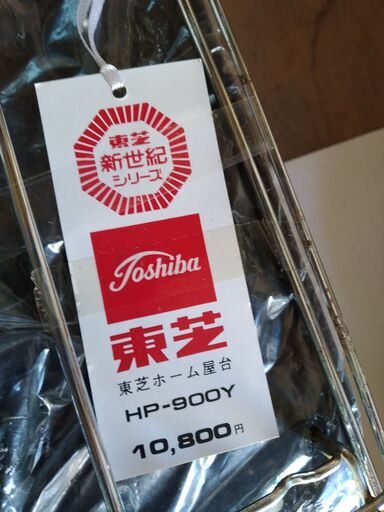 東芝
新世紀
シリーズ
Toshiba
東芝
東芝ホーム屋台
HP-900Y
10,800円